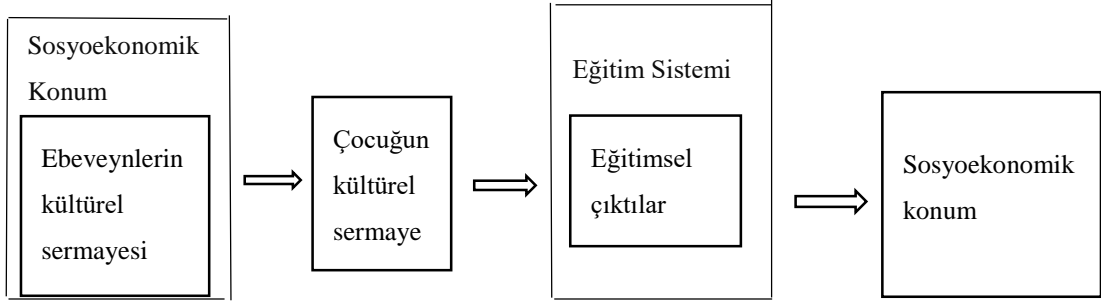 Sosyoekonomik
Konum
Ebeveynlerin
kültürel
sermayesi
Çocuğun
kültürel
sermaye
Eğitim Sistemi
Eğitimsel
çıktılar
Sosyoekonomik
konum